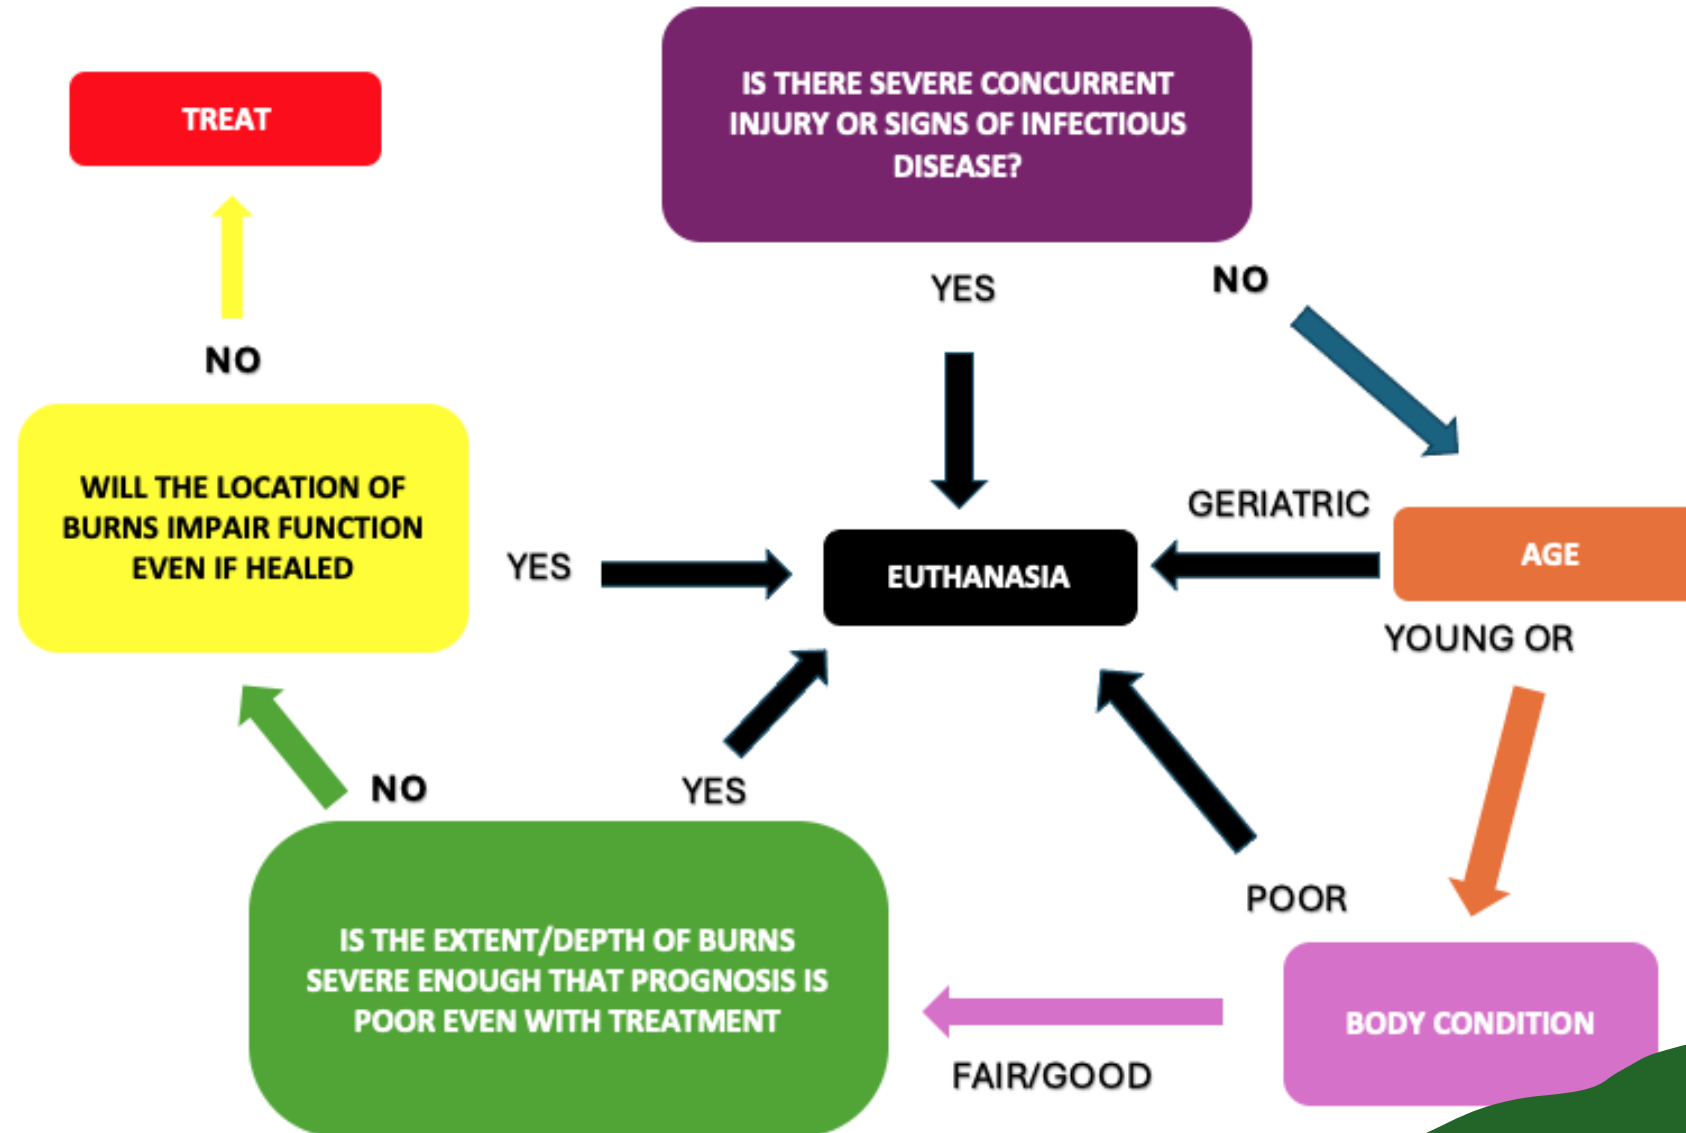 IS THERE SEVERE CONCURRENT
INJURY OR SIGNS OF INFECTIOUS
DISEASE?
TREAT
YES
NO
NO
WILL THE LOCATION OF
BURNS IMPAIR FUNCTION
EVEN IF HEALED
YES
EUTHANASIA
GERIATRIC
AGE
YOUNG OR
NO
YES
POOR
IS THE EXTENT/DEPTH OF BURNS
SEVERE ENOUGH THAT PROGNOSIS IS
POOR EVEN WITH TREATMENT
BODY CONDITION
FAIR/GOOD